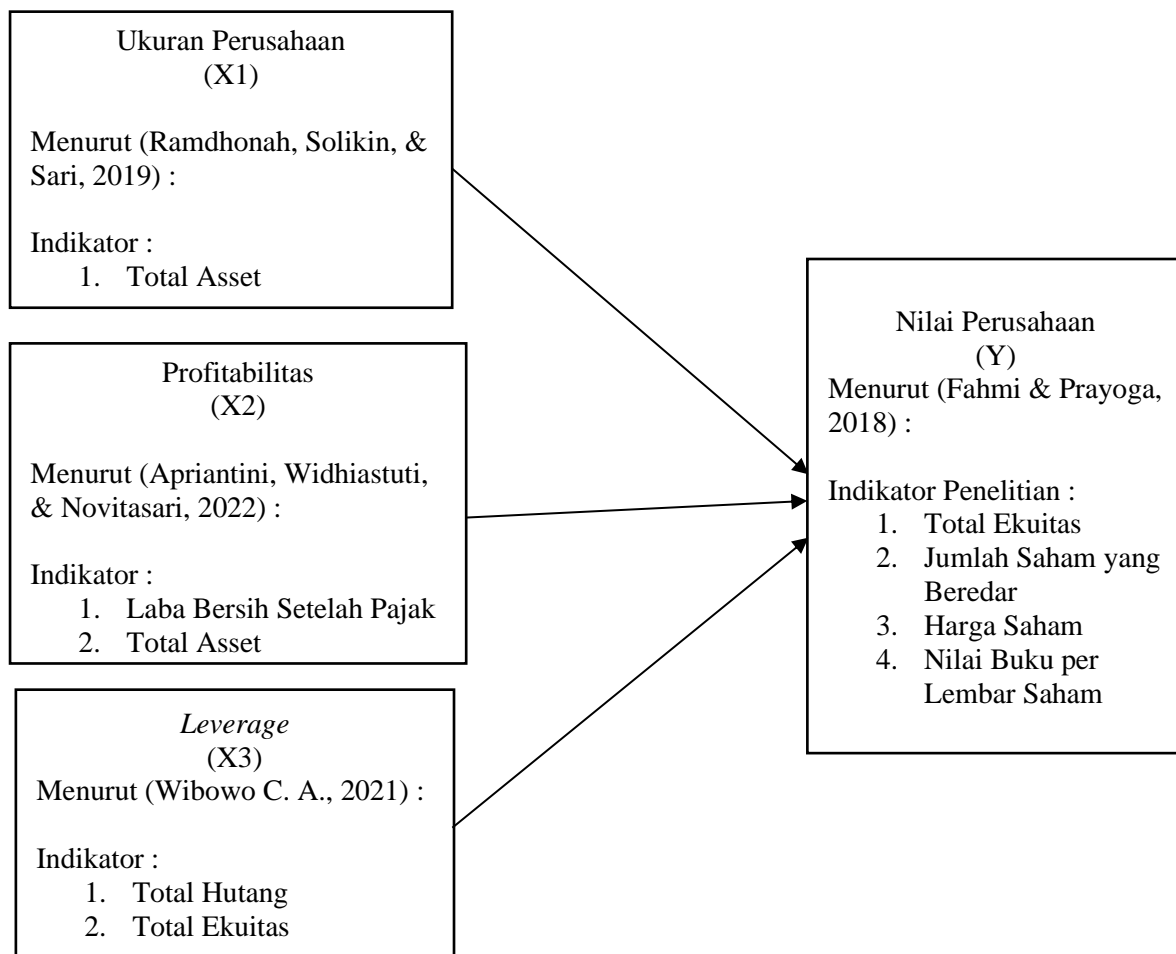 Ukuran Perusahaan
(X1)
Menurut (Ramdhonah, Solikin, &
Sari, 2019) :
Indikator :
1. Total Asset
Profitabilitas
(X2)
Menurut (Apriantini, Widhiastuti,
& Novitasari, 2022) :
Indikator :
1. Laba Bersih Setelah Pajak
2. Total Asset
Leverage
(X3)
Menurut (Wibowo C. A., 2021) :
Indikator :
1. Total Hutang
2. Total Ekuitas
Nilai Perusahaan
(Y)
Menurut (Fahmi & Prayoga,
2018) :
Indikator Penelitian :
1. Total Ekuitas
2. Jumlah Saham yang
Beredar
3. Harga Saham
4. Nilai Buku per
Lembar Saham